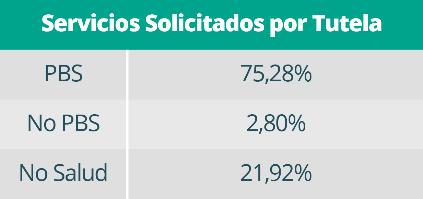 Servicios Solicitados por Tutela
PBS 75,28%
No PBS 2,80%
No Salud 21,92%